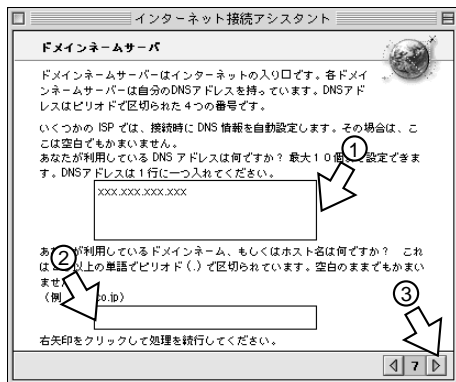 インターネット接続アシスタント
ドメインネームサーバ
ドメインネームサーバーはインターネットの入り口です。各ドメイ
ンネームサーバーは自分のDNSアドレスを持っています。DNSアド
レスはピリオドで区切られた4つの番号です。
いくつかの ISP では、接続時に DNS 情報を自動設定します。その場合は、こ
こは空白でもかまいません。
あなたが利用している DNS アドレスは何ですか? 最大10個 設定できま
す。DNSアドレスは1行に一つ入れてください。
①
xxx.xxx.xxx.xxx
あ が利用しているドメインネーム、もしくはホスト名は何ですか? これ
は 以上の単語でピリオド(.)で区切られています。空白のままでもかまい
ませ
②
(例 co.jp)
③
右矢印をクリックして処理を続行してください。
7